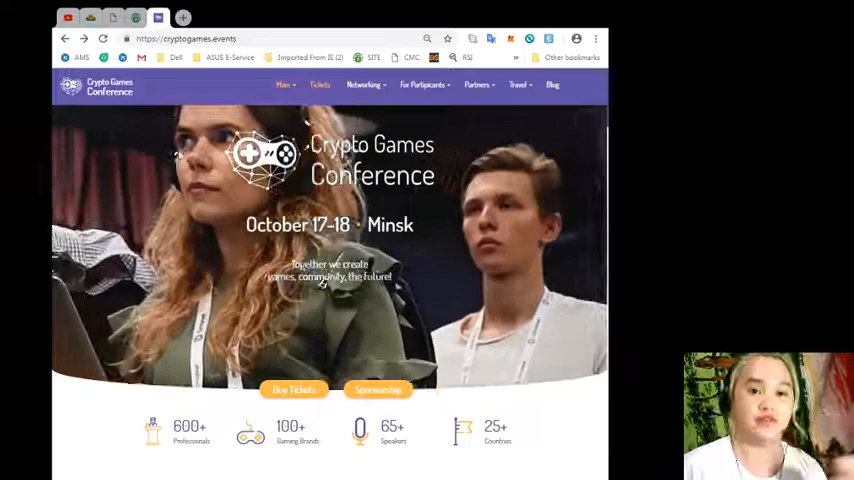 https://cryptogames.events
AMS
Dell
ASUS E-Service
Imported From IE (2)
SITE
CMC
RSI
Other bookmarks
Crypto Games
Conference
Main
Tickets
Networking
For Partipicants
Partners
Travel
Blog
Crypto Games
Conference
October 17-18 · Minsk
Together we create
games, community, the future!
Buy Tickets
Sponsorship
600+
Professionals
100+
Gaming Brands
65+
Speakers
25+
Countries